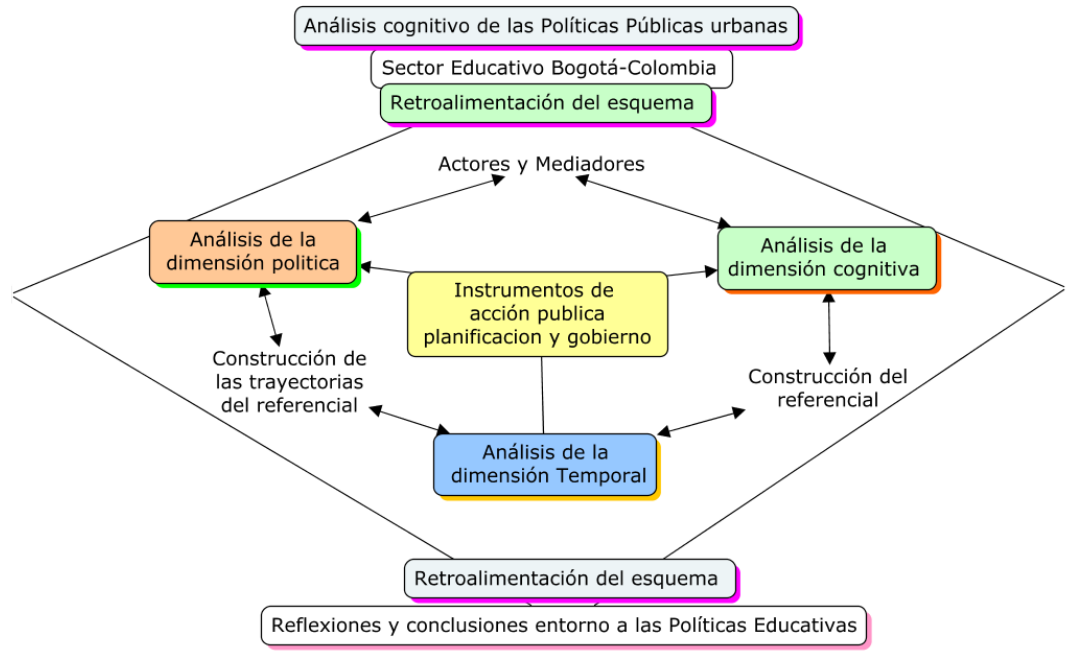 Análisis cognitivo de las Políticas Públicas urbanas
Sector Educativo Bogotá-Colombia
Retroalimentación del esquema
Actores y Mediadores
Análisis de la
dimensión politica
Análisis de la
dimensión cognitiva
Instrumentos de
acción publica
planificacion y gobierno
Construcción de
las trayectorias
del referencial
Construcción del
referencial
Análisis de la
dimensión Temporal
Retroalimentación del esquema
Reflexiones y conclusiones entorno a las Políticas Educativas